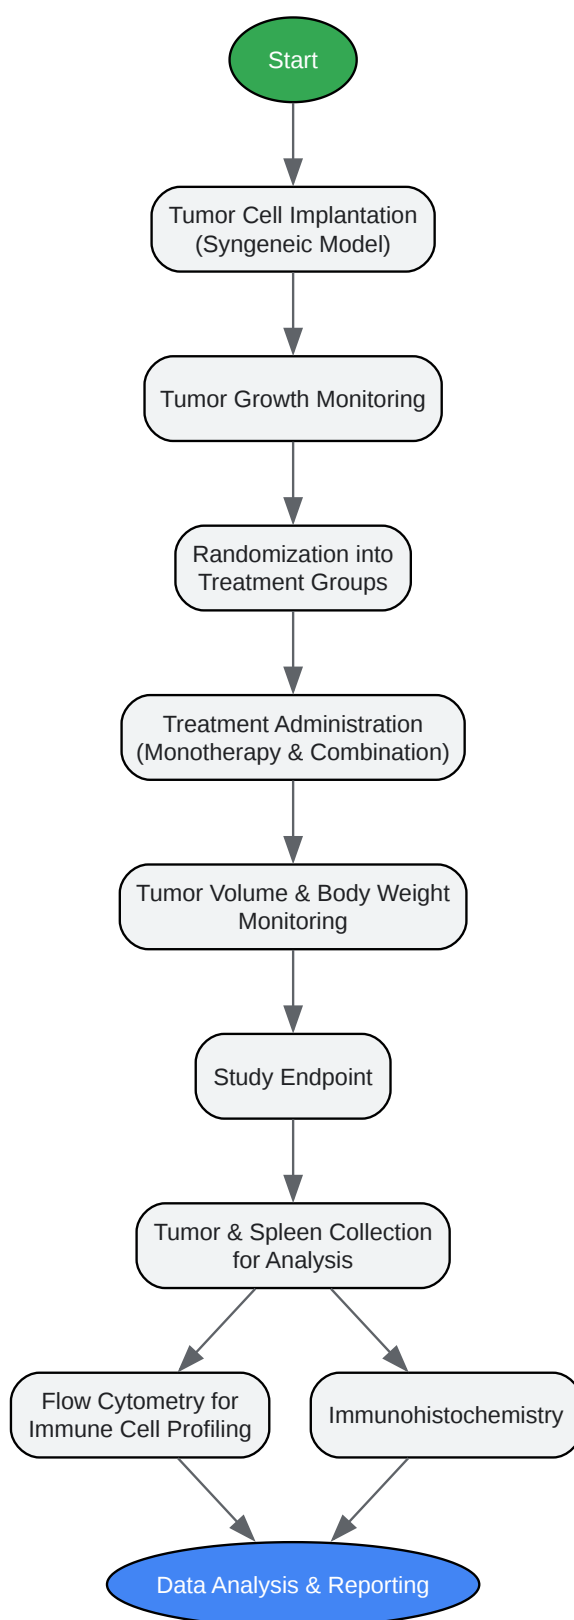 Start
Tumor Cell Implantation
(Syngeneic Model)
Tumor Growth Monitoring
Randomization into
Treatment Groups
Treatment Administration
(Monotherapy & Combination)
Tumor Volume & Body Weight
Monitoring
Study Endpoint
Tumor & Spleen Collection
for Analysis
Flow Cytometry for
Immune Cell Profiling
Immunohistochemistry
Data Analysis & Reporting